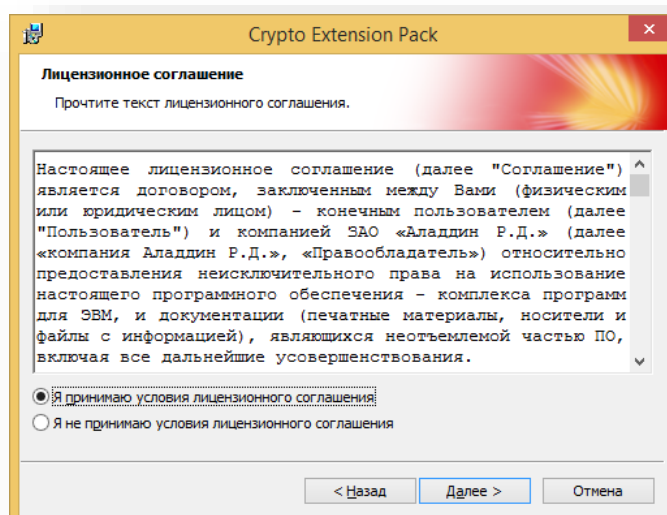 Crypto Extension Pack
Лицензионное соглашение
Прочтите текст лицензионного соглашения.
Настоящее лицензионное соглашение (далее "Соглашение")
является договором, заключенным между Вами (физическим
или юридическим лицом) – конечным пользователем (далее
"Пользователь") и компанией ЗАО «Аладдин Р.Д.» (далее
«компания Аладдин Р.Д.», «Правообладатель») относительно
предоставления неисключительного права на использование
настоящего программного обеспечения – комплекса программ
для ЭВМ, и документации (печатные материалы, носители и
файлы с информацией), являющихся неотъемлемой частью ПО,
включая все дальнейшие усовершенствования.
Я принимаю условия лицензионного соглашения
Я не принимаю условия лицензионного соглашения
< Назад
Далее >
Отмена